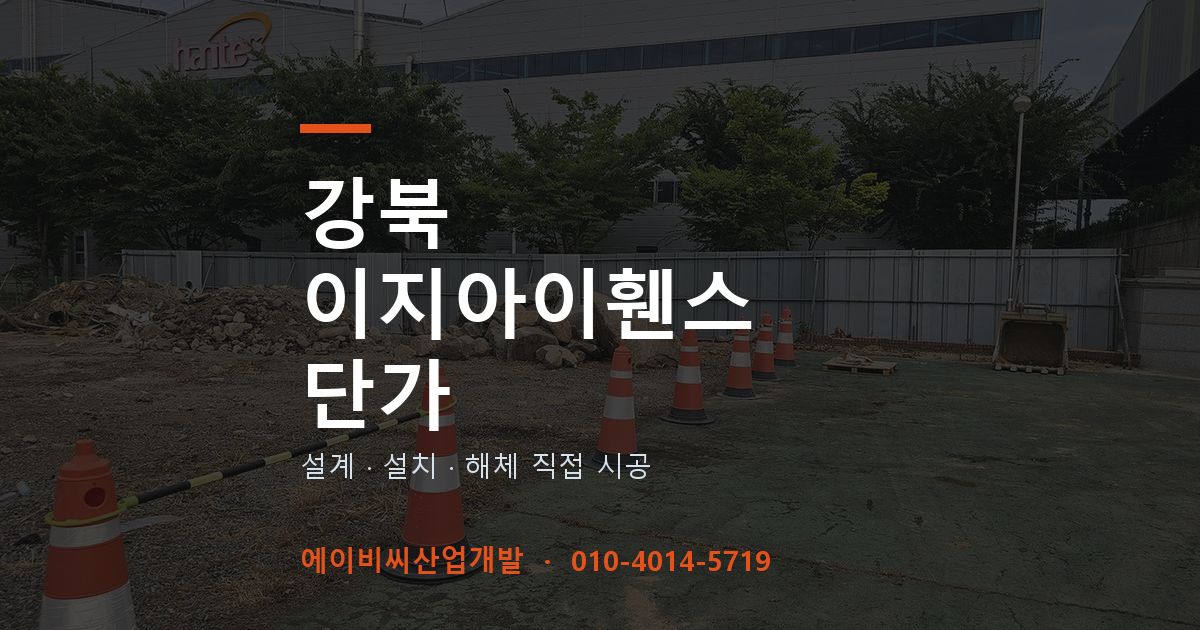 hantes
강북
이지아이휀스
단가
설계 · 설치 · 해체 직접 시공
에이비씨산업개발 · 010-4014-5719